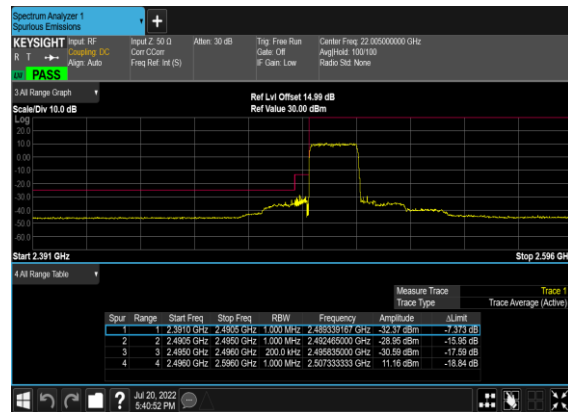 Spectrum Analyzer 1
Spurious Emissions
KEYSIGHT Input: RF Input Z: 50 Ω Atten: 30 dB Trig: Free Run Center Freq: 22.005000000 GHz
R T Coupling: DC Corr CCorr Gate: Off Avg|Hold: 100/100
Align: Auto Freq Ref: Int (S) IF Gain: Low Radio Std: None
PASS
3 All Range Graph
Ref Lvl Offset 14.99 dB
Scale/Div 10.0 dB Ref Value 30.00 dBm
Log
20.0
10.0
0.00
-10.0
-20.0
-30.0
-40.0
-50.0
-60.0
Start 2.391 GHz Stop 2.596 GH
4 All Range Table
Measure Trace Trace 1
Trace Type Trace Average (Active)
Spur Range Start Freq Stop Freq RBW Frequency Amplitude ΔLimit
1 1 2.3910 GHz 2.4905 GHz 1.000 MHz 2.489339167 GHz -32.37 dBm -7.373 dB
2 2 2.4905 GHz 2.4950 GHz 1.000 MHz 2.492465000 GHz -28.95 dBm -15.95 dB
3 3 2.4950 GHz 2.4960 GHz 200.0 kHz 2.495835000 GHz -30.59 dBm -17.59 dB
4 4 2.4960 GHz 2.5960 GHz 1.000 MHz 2.507333333 GHz 11.16 dBm -18.84 dB
? Jul 20, 2022
5:40:52 PM